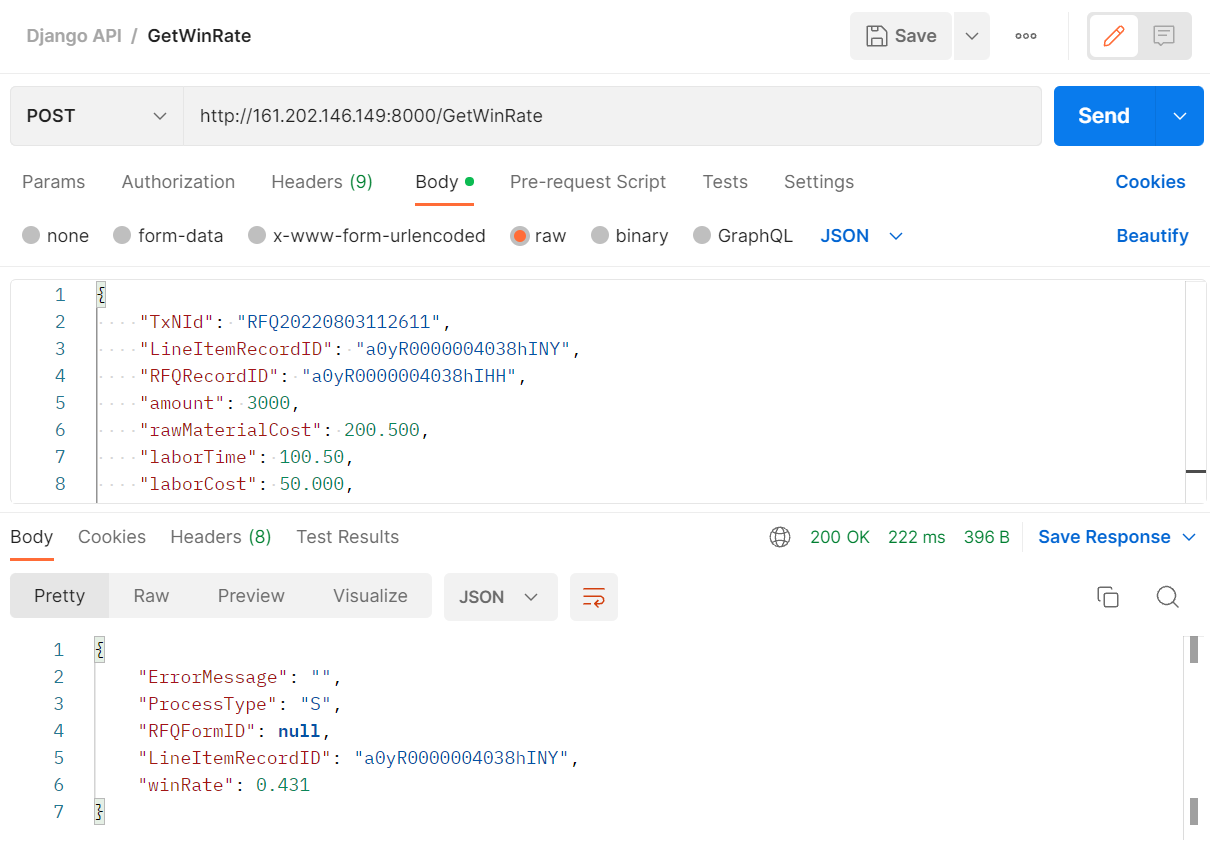 Django API / GetWinRate
Save
POST
http://161.202.146.149:8000/GetWinRate
Send
Params Authorization Headers (9) Body Pre-request Script Tests Settings Cookies
none form-data x-www-form-urlencoded raw binary GraphQL JSON Beautify
1 {
2 "TxNId": "RFQ20220803112611",
3 "LineItemRecordID": "a0yR0000004038hINY",
4 "RFQRecordID": "a0yR0000004038hIHH",
5 "amount": 3000,
6 "rawMaterialCost": 200.500,
7 "laborTime": 100.50,
8 "laborCost": 50.000,
Body Cookies Headers (8) Test Results 200 OK 222 ms 396 B Save Response
Pretty Raw Preview Visualize JSON
1 {
2 "ErrorMessage": "",
3 "ProcessType": "S",
4 "RFQFormID": null,
5 "LineItemRecordID": "a0yR0000004038hINY",
6 "winRate": 0.431
7 }